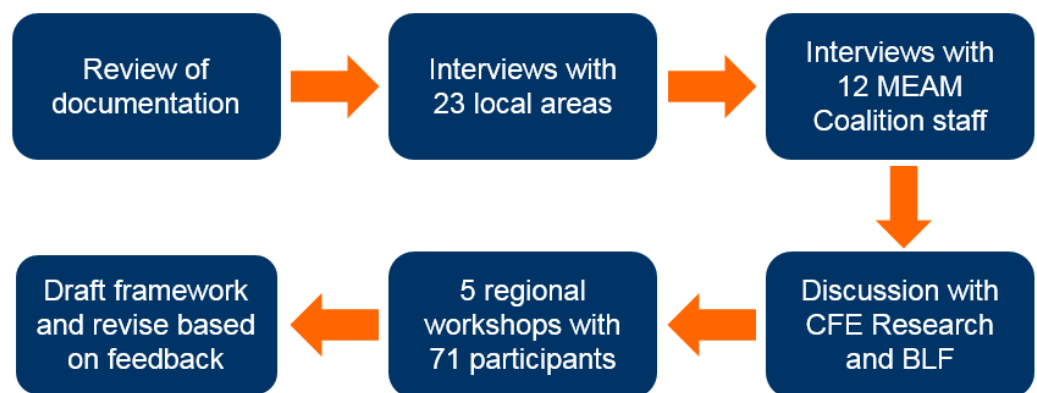 Review of
documentation
Interviews with
23 local areas
Interviews with
12 MEAM
Coalition staff
Discussion with
CFE Research
and BLF
5 regional
workshops with
71 participants
Draft framework
and revise based
on feedback